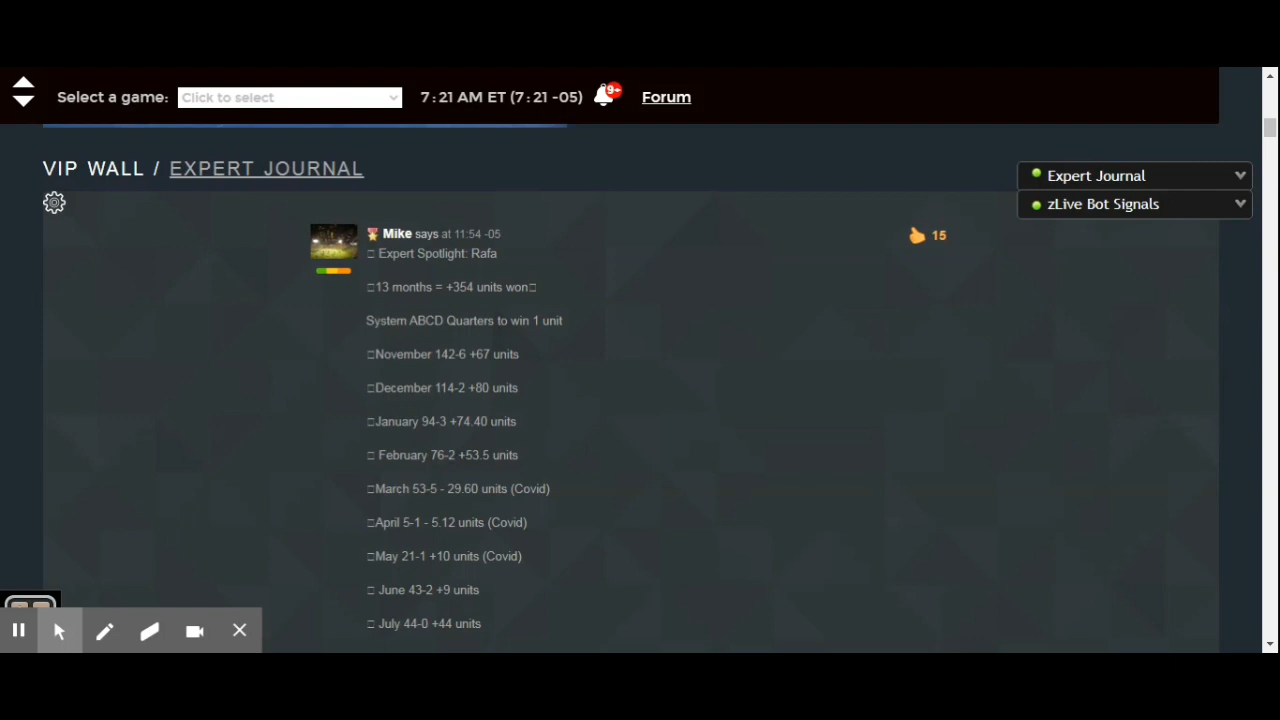 Select a game: Click to select 7:21 AM ET (7:21 -05) 9+ Forum
VIP WALL / EXPERT JOURNAL
Expert Journal
zLive Bot Signals
Mike says at 11:54 -05
15
□ Expert Spotlight: Rafa
□13 months = +354 units won□
System ABCD Quarters to win 1 unit
□November 142-6 +67 units
□December 114-2 +80 units
□January 94-3 +74.40 units
□ February 76-2 +53.5 units
□March 53-5 - 29.60 units (Covid)
□April 5-1 - 5.12 units (Covid)
□May 21-1 +10 units (Covid)
□ June 43-2 +9 units
□ July 44-0 +44 units